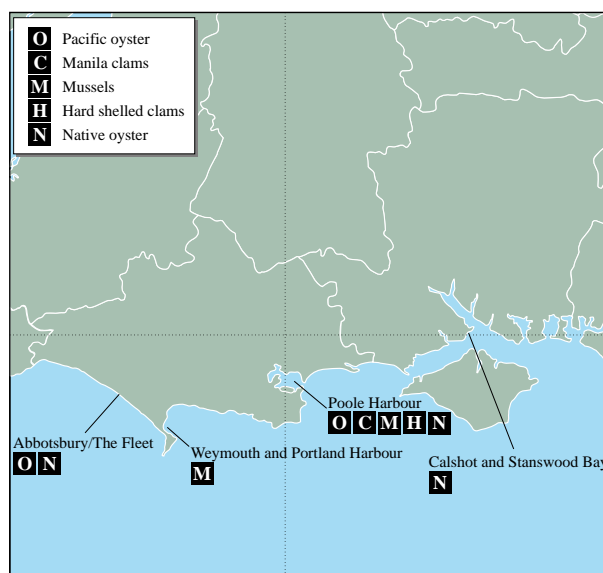 O Pacific oyster
C Manila clams
M Mussels
H Hard shelled clams
N Native oyster
Poole Harbour
O C M H N
Abbotsbury/The Fleet
O N
Weymouth and Portland Harbour
M
Calshot and Stanswood Bay
N